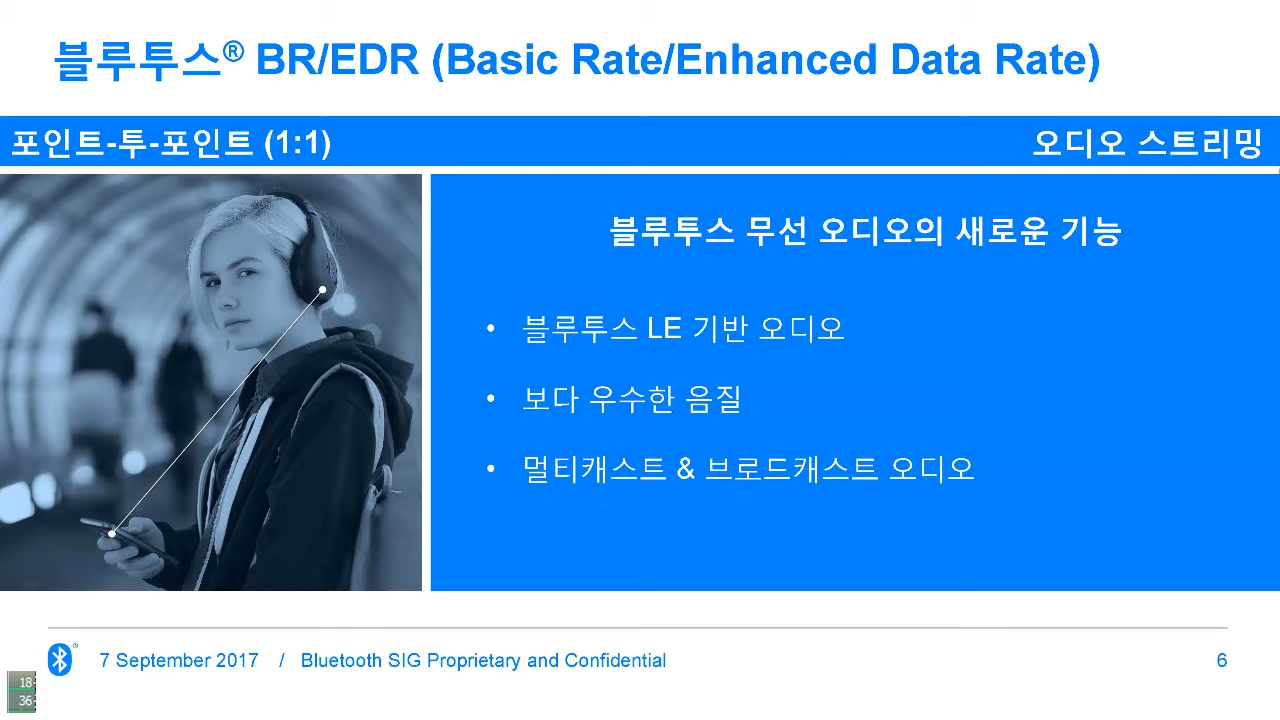 블루투스® BR/EDR (Basic Rate/Enhanced Data Rate)
포인트-투-포인트 (1:1)
오디오 스트리밍
블루투스 무선 오디오의 새로운 기능
• 블루투스 LE 기반 오디오
• 보다 우수한 음질
• 멀티캐스트 & 브로드캐스트 오디오
7 September 2017 / Bluetooth SIG Proprietary and Confidential
6
18
36